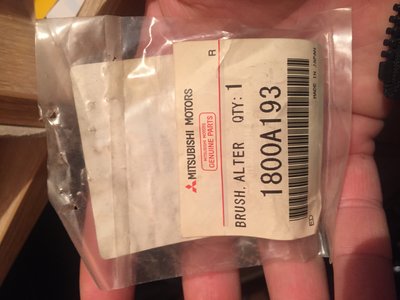 R
MITSUBISHI MOTORS
MITSUBISHI MOTORS
GENUINE PARTS
BRUSH, ALTER QTY: 1
1800A193
MADE IN JAPAN